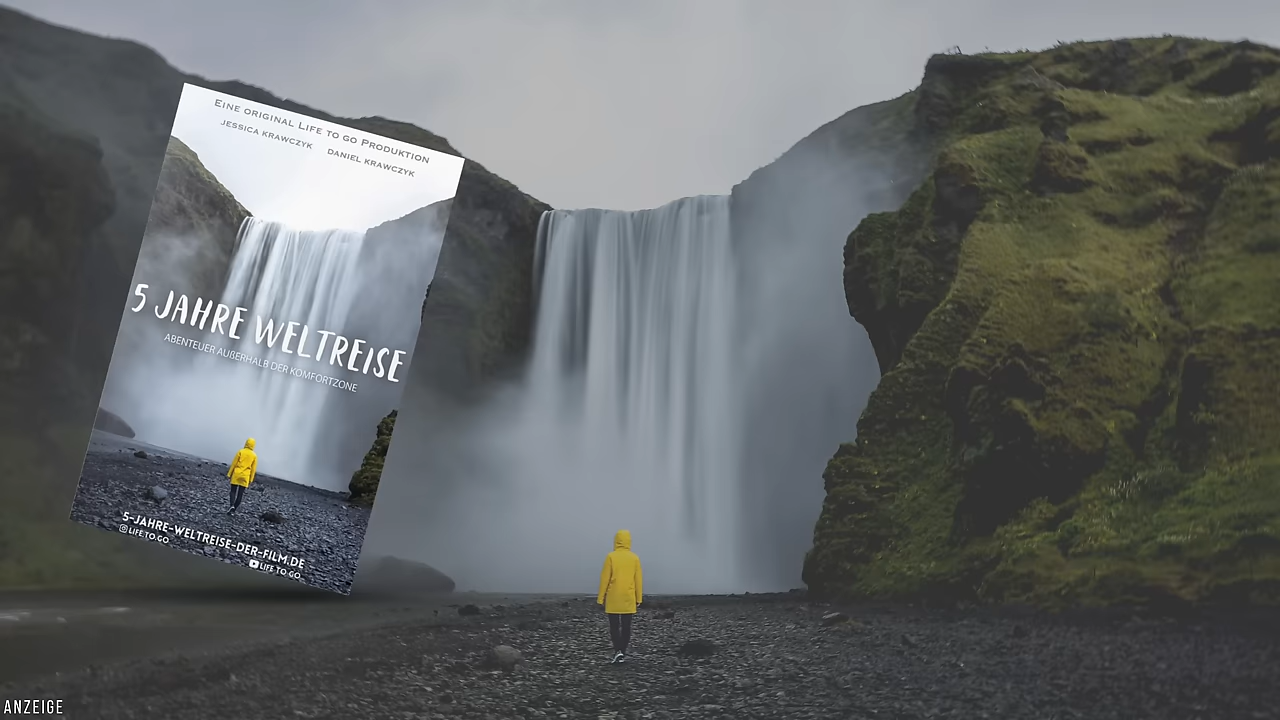 EINE ORIGINAL LIFE TO GO PRODUKTION
JESSICA KRAWCZYK DANIEL KRAWCZYK
5 JAHRE WELTREISE
ABENTEUER AUßERHALB DER KOMFORTZONE
5-JAHRE-WELTREISE-DER-FILM.DE
LIFE.TO.GO
LIFE TO GO
ANZEIGE